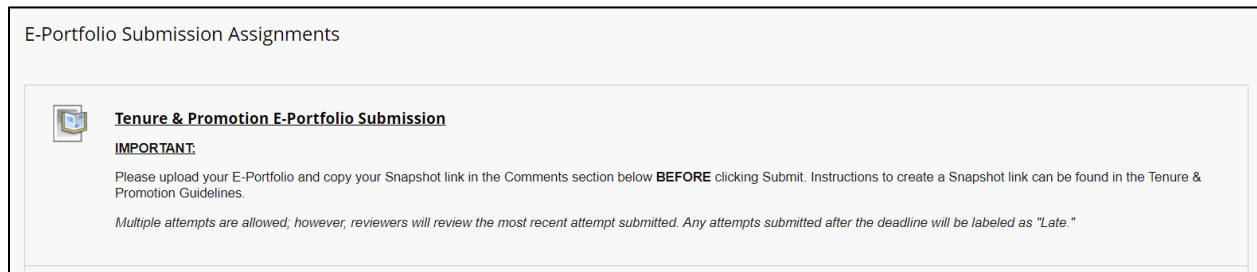 E-Portfolio Submission Assignments
Tenure & Promotion E-Portfolio Submission
IMPORTANT:
Please upload your E-Portfolio and copy your Snapshot link in the Comments section below BEFORE clicking Submit. Instructions to create a Snapshot link can be found in the Tenure &
Promotion Guidelines.
Multiple attempts are allowed; however, reviewers will review the most recent attempt submitted. Any attempts submitted after the deadline will be labeled as "Late."